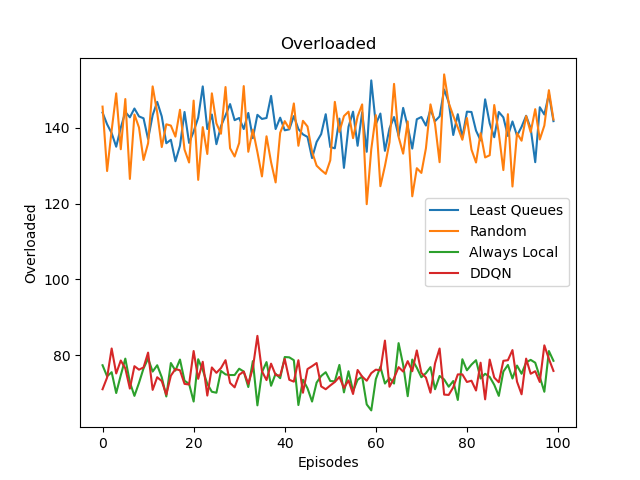 Overloaded
Overloaded
140
120
100
80
Least Queues
Random
Always Local
DDQN
0
20
40
60
80
100
Episodes